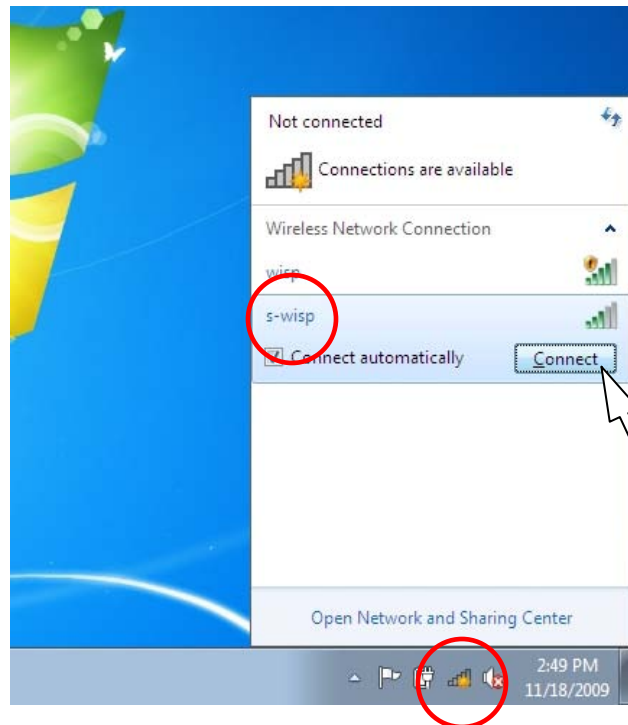 Not connected
Connections are available
Wireless Network Connection
wisp
s-wisp
Connect automatically Connect
Open Network and Sharing Center
2:49 PM
11/18/2009